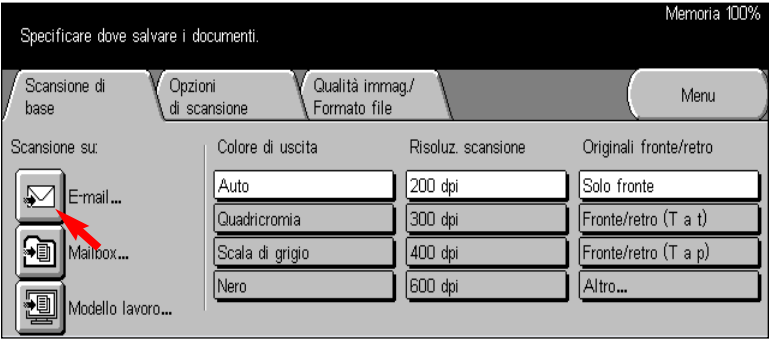 Memoria 100%
Specificare dove salvare i documenti.
Scansione di
base
Opzioni
di scansione
Qualità immag./
Formato file
Menu
Scansione su:
E-mail...
Mailbox...
Modello lavoro...
Colore di uscita
Auto
Quadricromia
Scala di grigio
Nero
Risoluz. scansione
200 dpi
300 dpi
400 dpi
600 dpi
Originali fronte/retro
Solo fronte
Fronte/retro (T a t)
Fronte/retro (T a p)
Altro...